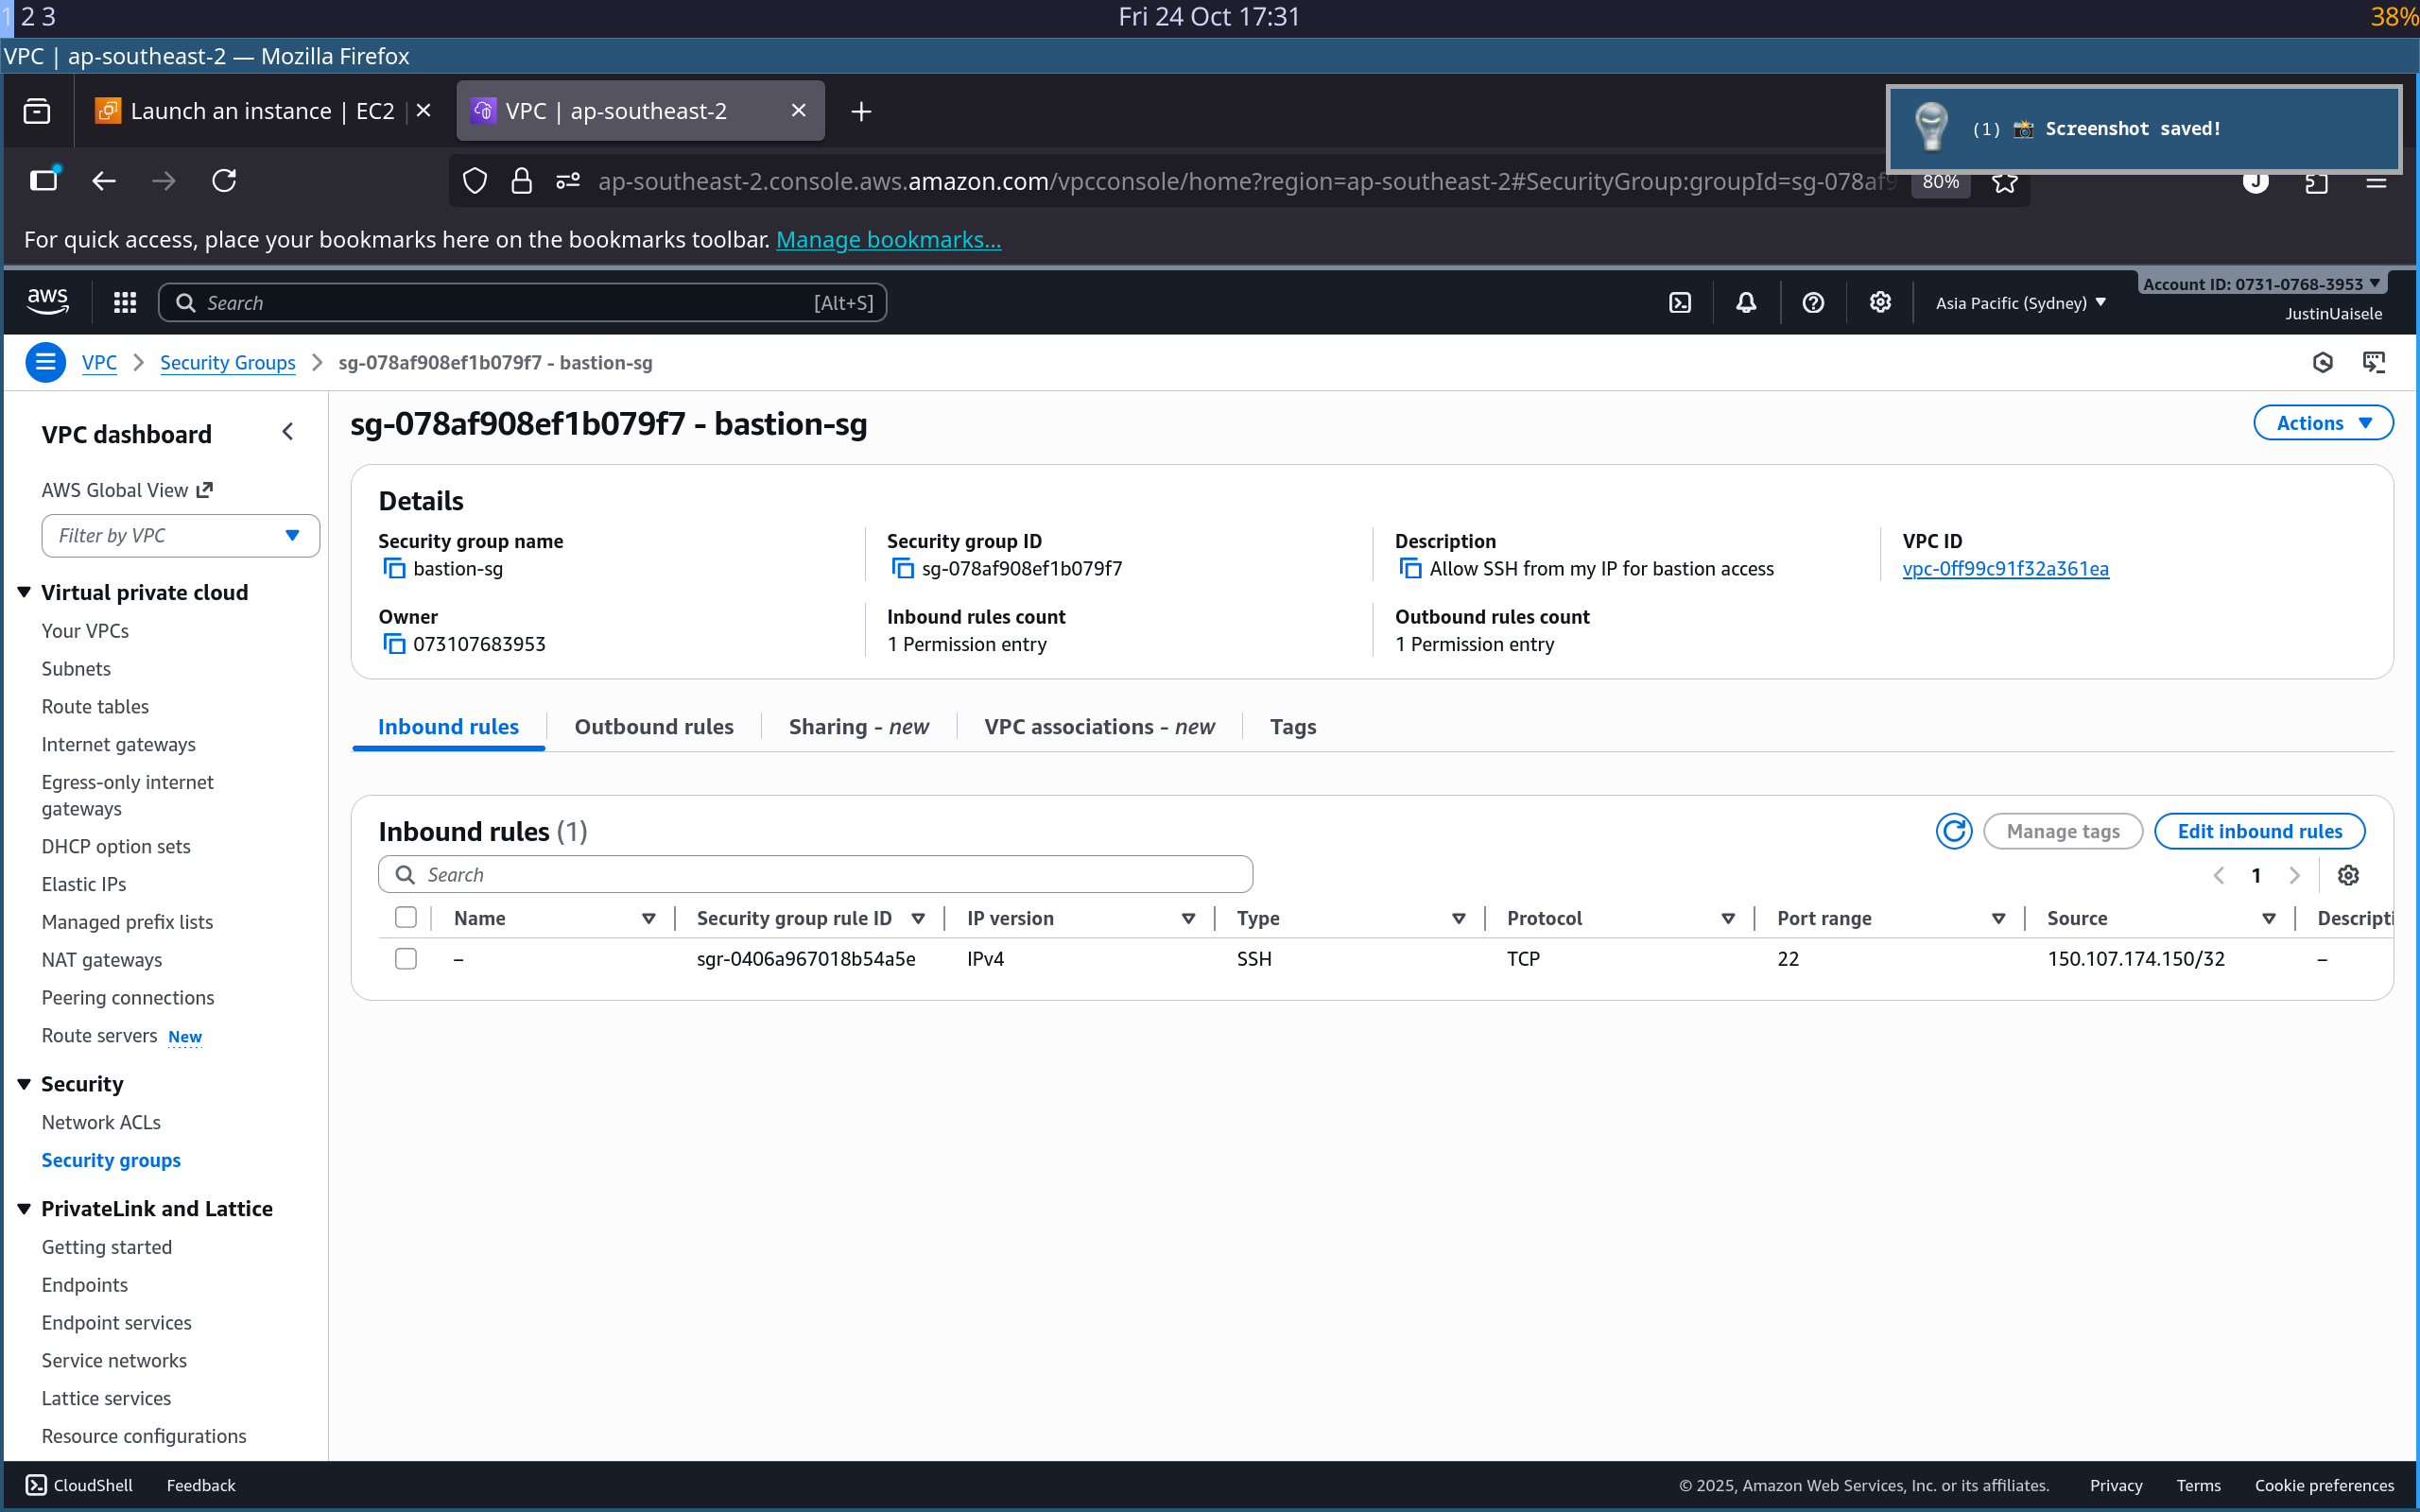 1 2 3
Fri 24 Oct 17:31
38%
VPC | ap-southeast-2 — Mozilla Firefox
Launch an instance | EC2
VPC | ap-southeast-2
(1) 📸 Screenshot saved!
ap-southeast-2.console.aws.amazon.com/vpcconsole/home?region=ap-southeast-2#SecurityGroup:groupId=sg-078af9
80%
J
For quick access, place your bookmarks here on the bookmarks toolbar. Manage bookmarks...
aws
Search
[Alt+S]
Asia Pacific (Sydney)
Account ID: 0731-0768-3953
JustinUaisele
VPC
Security Groups
sg-078af908ef1b079f7 - bastion-sg
VPC dashboard
AWS Global View
Filter by VPC
Virtual private cloud
Your VPCs
Subnets
Route tables
Internet gateways
Egress-only internet
gateways
DHCP option sets
Elastic IPs
Managed prefix lists
NAT gateways
Peering connections
Route servers New
Security
Network ACLs
Security groups
PrivateLink and Lattice
Getting started
Endpoints
Endpoint services
Service networks
Lattice services
Resource configurations
sg-078af908ef1b079f7 - bastion-sg
Actions
Details
Security group name
bastion-sg
Security group ID
sg-078af908ef1b079f7
Description
Allow SSH from my IP for bastion access
VPC ID
vpc-0ff99c91f32a361ea
Owner
073107683953
Inbound rules count
1 Permission entry
Outbound rules count
1 Permission entry
Inbound rules
Outbound rules
Sharing - new
VPC associations - new
Tags
Inbound rules (1)
Manage tags
Edit inbound rules
Search
1
Name
Security group rule ID
IP version
Type
Protocol
Port range
Source
Descripti
–
sgr-0406a967018b54a5e
IPv4
SSH
TCP
22
150.107.174.150/32
–
CloudShell
Feedback
© 2025, Amazon Web Services, Inc. or its affiliates.
Privacy
Terms
Cookie preferences